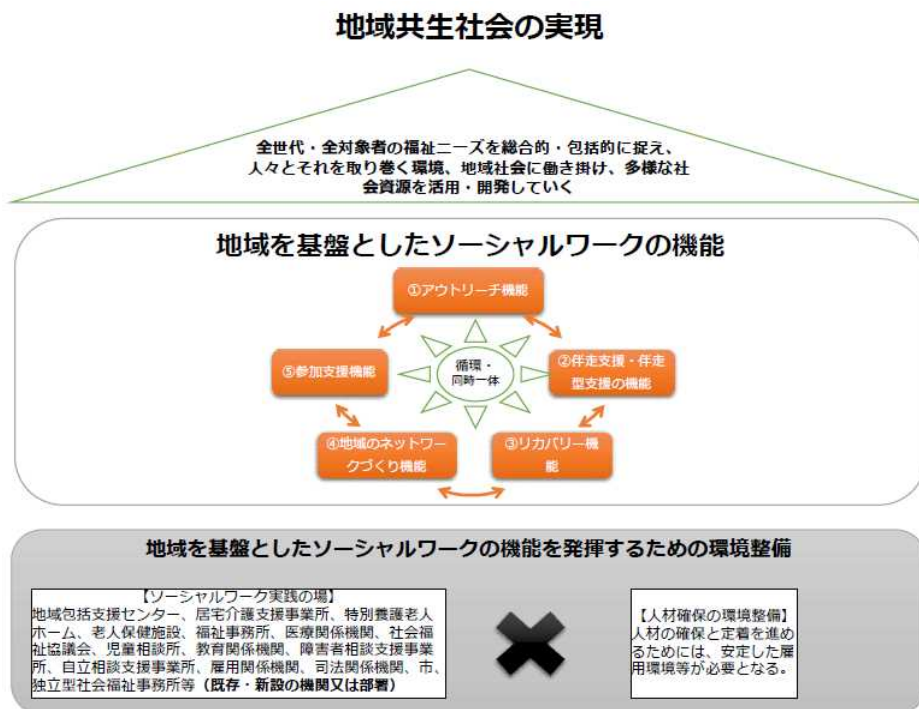 地域共生社会の実現
全世代・全対象者の福祉ニーズを総合的・包括的に捉え、
人々とそれを取り巻く環境、地域社会に働き掛け、多様な社
会資源を活用・開発していく
地域を基盤としたソーシャルワークの機能
①アウトリーチ機能
循環・
同時一体
②伴走支援・伴走
型支援の機能
⑤参加支援機能
④地域のネットワー
クづくり機能
③リカバリー機
能
地域を基盤としたソーシャルワークの機能を発揮するための環境整備
【ソーシャルワーク実践の場】
地域包括支援センター、居宅介護支援事業所、特別養護老人
ホーム、老人保健施設、福祉事務所、医療関係機関、社会福
祉協議会、児童相談所、教育関係機関、障害者相談支援事業
所、自立相談支援事業所、雇用関係機関、司法関係機関、市、
独立型社会福祉事務所等（既存・新設の機関又は部署）
【人材確保の環境整備】
人材の確保と定着を進め
るためには、安定した雇
用環境等が必要となる。